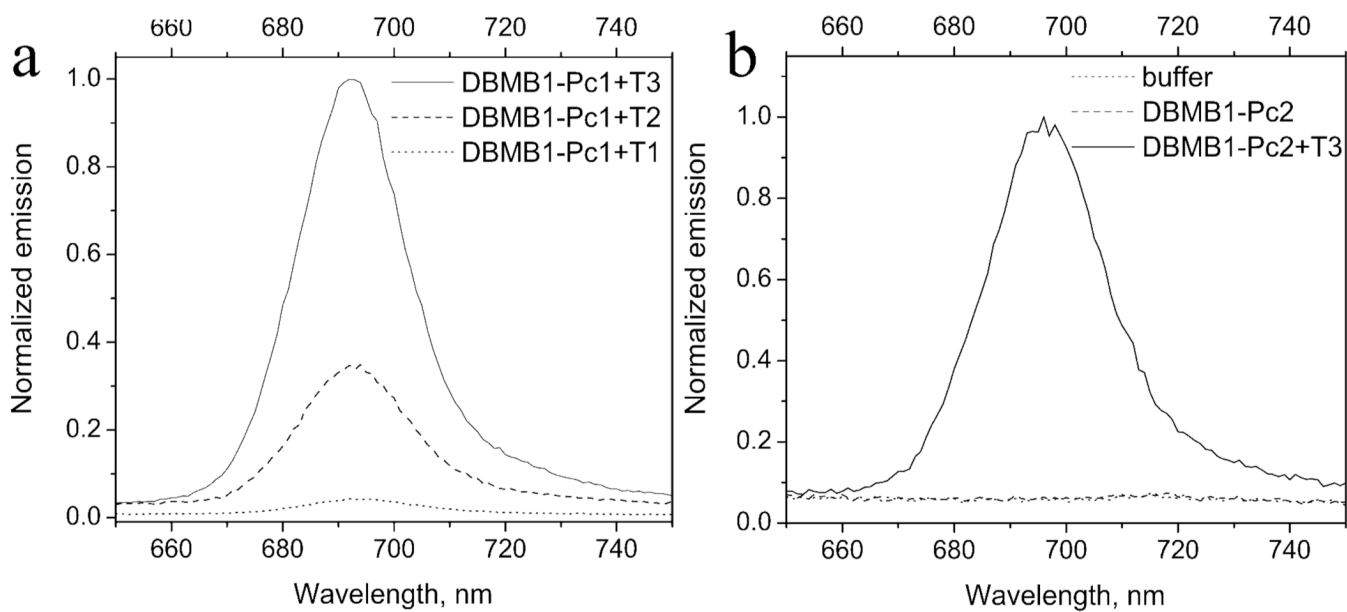 a
660 680 700 720 740
DBMB1-Pc1+T3
DBMB1-Pc1+T2
DBMB1-Pc1+T1
1.0
0.8
0.6
0.4
0.2
0.0
Normalized emission
660 680 700 720 740
Wavelength, nm
b
660 680 700 720 740
buffer
DBMB1-Pc2
DBMB1-Pc2+T3
1.0
0.8
0.6
0.4
0.2
0.0
Normalized emission
660 680 700 720 740
Wavelength, nm